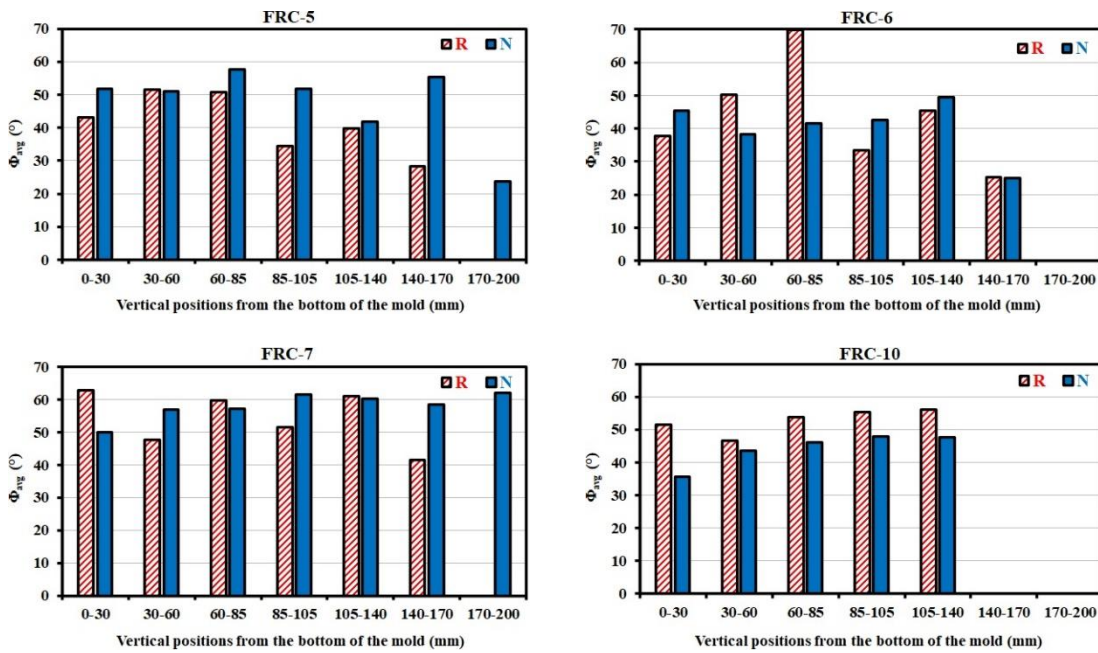 FRC-5
R N
70
60
50
40
30
20
10
0
Φavg (°)
0-30 30-60 60-85 85-105 105-140 140-170 170-200
Vertical positions from the bottom of the mold (mm)
FRC-6
R N
70
60
50
40
30
20
10
0
Φavg (°)
0-30 30-60 60-85 85-105 105-140 140-170 170-200
Vertical positions from the bottom of the mold (mm)
FRC-7
R N
70
60
50
40
30
20
10
0
Φavg (°)
0-30 30-60 60-85 85-105 105-140 140-170 170-200
Vertical positions from the bottom of the mold (mm)
FRC-10
R N
70
60
50
40
30
20
10
0
Φavg (°)
0-30 30-60 60-85 85-105 105-140 140-170 170-200
Vertical positions from the bottom of the mold (mm)